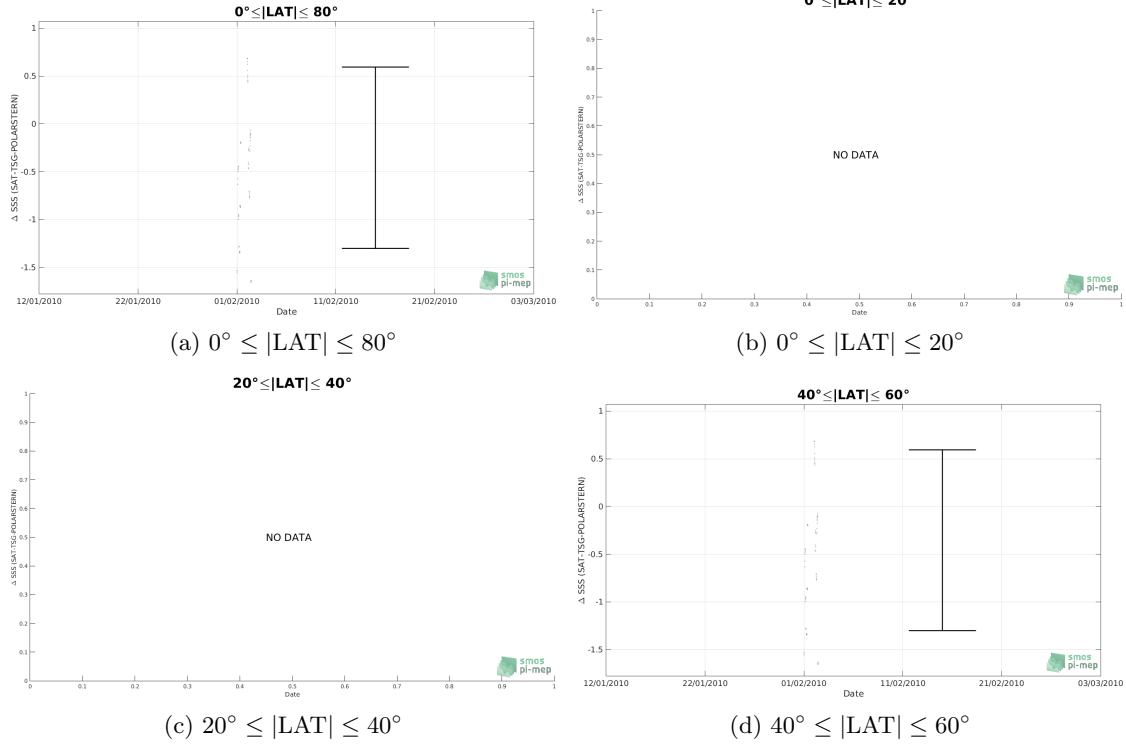 0°≤|LAT|≤ 80°
Δ SSS (SAT-TSG-POLARSTERN)
1
0.5
0
-0.5
-1
-1.5
12/01/2010 22/01/2010 01/02/2010 11/02/2010 21/02/2010 03/03/2010
Date
smos
pi-mep
(a) 0° ≤ |LAT| ≤ 80°
0°≤|LAT|≤ 20°
Δ SSS (SAT-TSG-POLARSTERN)
1
0.9
0.8
0.7
0.6
0.5
0.4
0.3
0.2
0.1
0
NO DATA
0 0.1 0.2 0.3 0.4 0.5 0.6 0.7 0.8 0.9 1
Date
smos
pi-mep
(b) 0° ≤ |LAT| ≤ 20°
20°≤|LAT|≤ 40°
Δ SSS (SAT-TSG-POLARSTERN)
1
0.9
0.8
0.7
0.6
0.5
0.4
0.3
0.2
0.1
0
NO DATA
0 0.1 0.2 0.3 0.4 0.5 0.6 0.7 0.8 0.9 1
Date
smos
pi-mep
(c) 20° ≤ |LAT| ≤ 40°
40°≤|LAT|≤ 60°
Δ SSS (SAT-TSG-POLARSTERN)
1
0.5
0
-0.5
-1
-1.5
12/01/2010 22/01/2010 01/02/2010 11/02/2010 21/02/2010 03/03/2010
Date
smos
pi-mep
(d) 40° ≤ |LAT| ≤ 60°